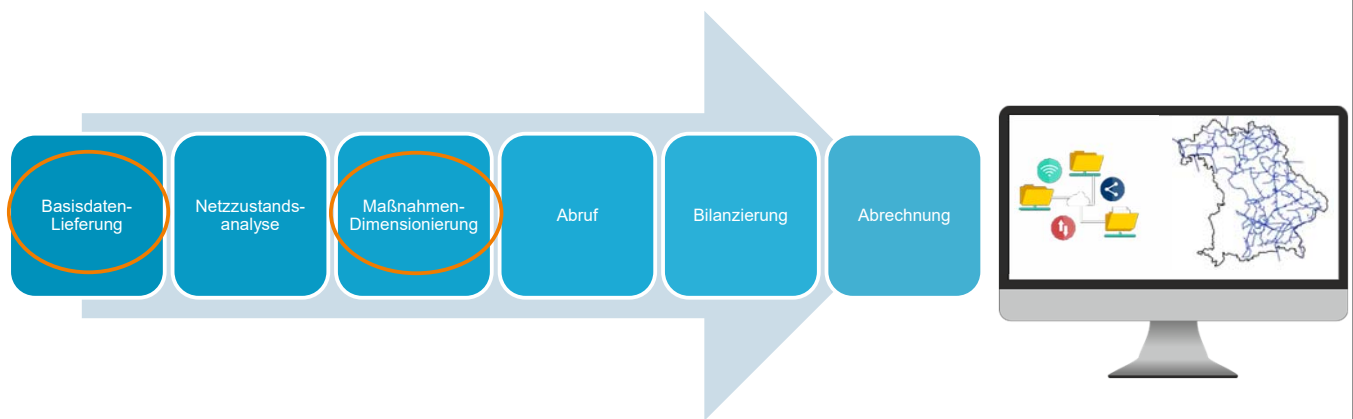 Basisdaten-
Lieferung
Netzzustands-
analyse
Maßnahmen-
Dimensionierung
Abruf
Bilanzierung
Abrechnung